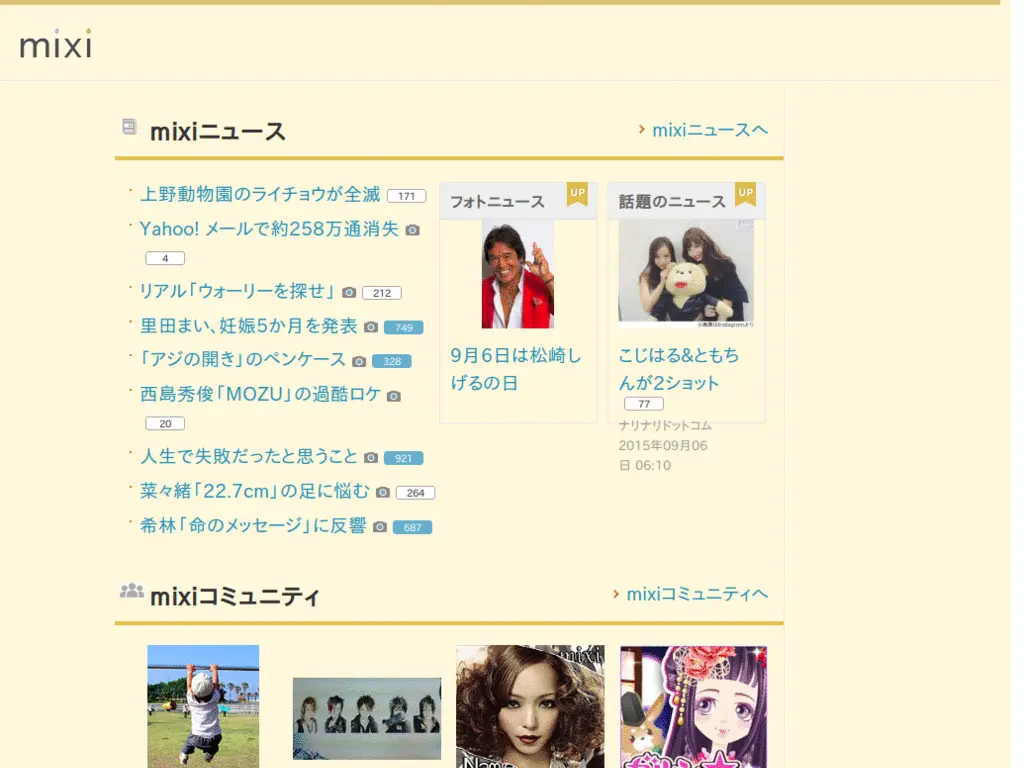 mixi
mixiニュース
mixiニュースへ
上野動物園のライチョウが全滅 171
Yahoo! メールで約258万通消失
4
リアル「ウォーリーを探せ」 212
里田まい、妊娠5か月を発表 749
「アジの開き」のペンケース 328
西島秀俊「MOZU」の過酷ロケ
20
人生で失敗だったと思うこと 921
菜々緒「22.7cm」の足に悩む 264
希林「命のメッセージ」に反響 687
フォトニュース UP
9月6日は松崎し
げるの日
話題のニュース UP
こじはる&ともち
んが2ショット
77
ナリナリドットコム
2015年09月06
日 06:10
mixiコミュニティ
mixiコミュニティへ
mixi